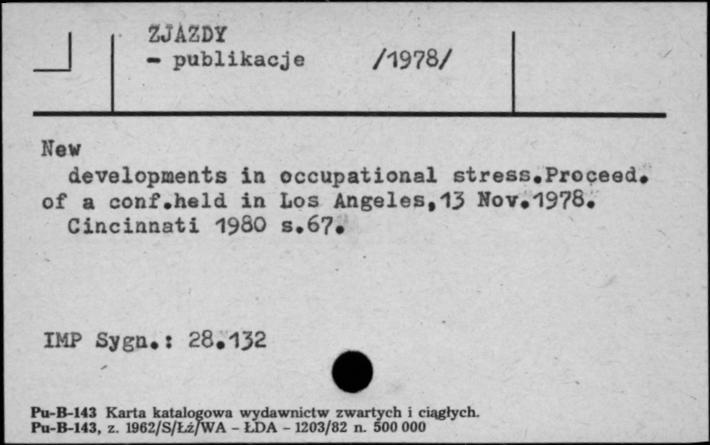 ZJAZDY
- publikacje /1978/
New
developments in occupational stress.Proceed.
of a conf.held in Los Angeles,13 Nov.1978.
Cincinnati 1980 s.67.
IMP Sygn.: 28.132
Pu-B-143 Karta katalogowa wydawnictw zwartych i ciągłych.
Pu-B-143, z. 1962/S/Łż/WA - ŁDA - 1203/82 n. 500 000